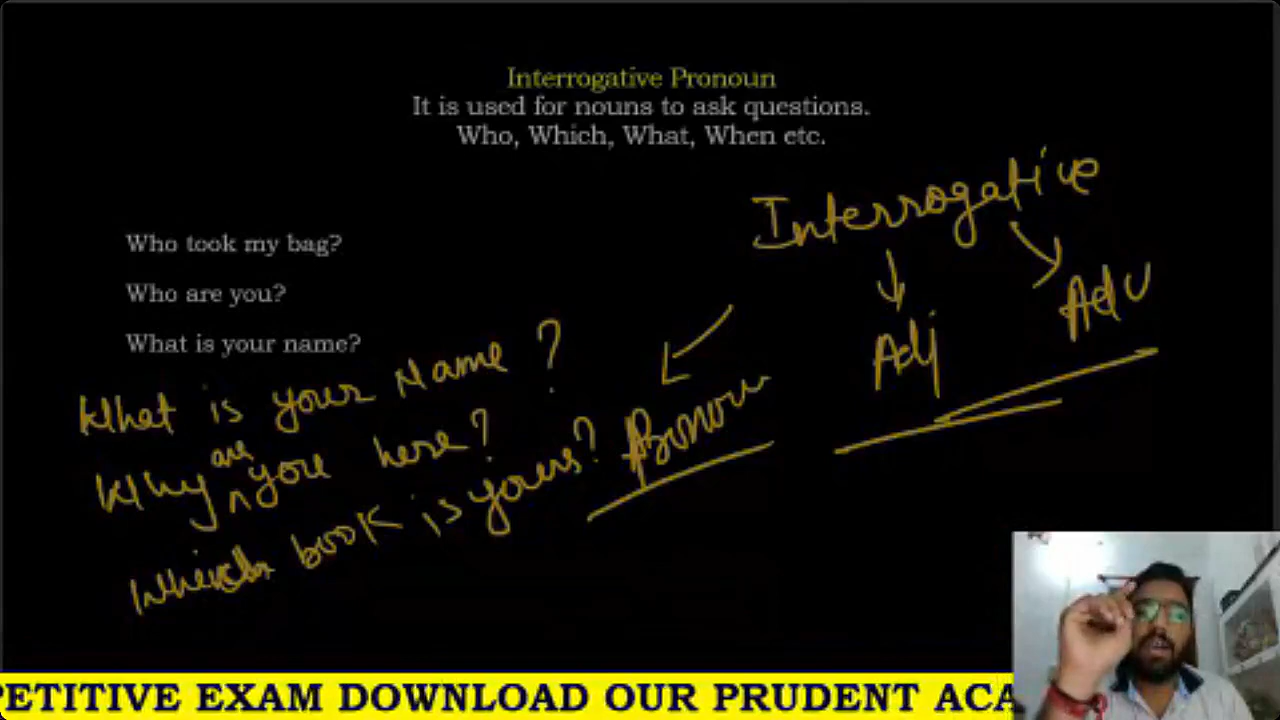 Interrogative Pronoun
It is used for nouns to ask questions.
Who, Which, What, When etc.
Interrogative
Who took my bag?
Who are you?
Adj
Adv
What is your name?
What is your Name?
Why are you here?
Which book is yours?
PETITIVE EXAM DOWNLOAD OUR PRUDENT ACA